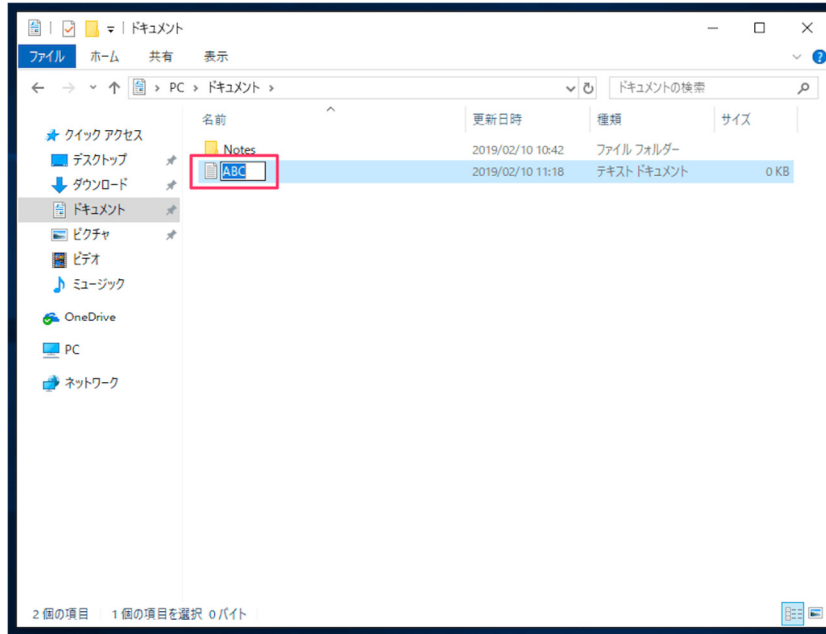 ドキュメント
ファイル ホーム 共有 表示
PC › ドキュメント › ドキュメントの検索
名前 更新日時 種類 サイズ
クイック アクセス
デスクトップ
ダウンロード
ドキュメント
ピクチャ
ビデオ
ミュージック
OneDrive
PC
ネットワーク
Notes 2019/02/10 10:42 ファイル フォルダー
ABC 2019/02/10 11:18 テキスト ドキュメント 0 KB
2 個の項目 1 個の項目を選択 0 バイト